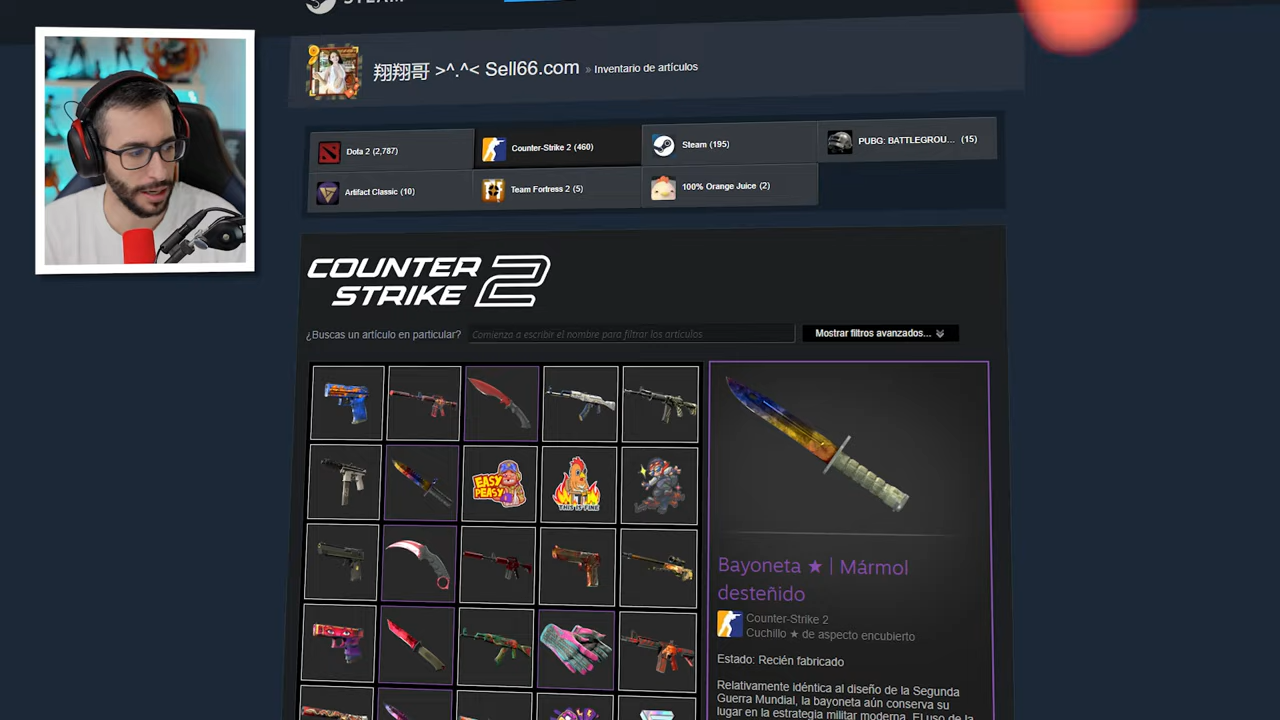 STEAM
翔翔哥 >^.^< Sell66.com » Inventario de artículos
Dota 2 (2,787)
Counter-Strike 2 (460)
Steam (195)
PUBG: BATTLEGROU... (15)
Artifact Classic (10)
Team Fortress 2 (5)
100% Orange Juice (2)
COUNTER
STRIKE 2
¿Buscas un artículo en particular?
Comienza a escribir el nombre para filtrar los artículos
Mostrar filtros avanzados...
EASY
PEASY
THIS IS FINE
Bayoneta ★ | Mármol
desteñido
Counter-Strike 2
Cuchillo ★ de aspecto encubierto
Estado: Recién fabricado
Relativamente idéntica al diseño de la Segunda
Guerra Mundial, la bayoneta aún conserva su
lugar en la estrategia militar moderna. El uso de la